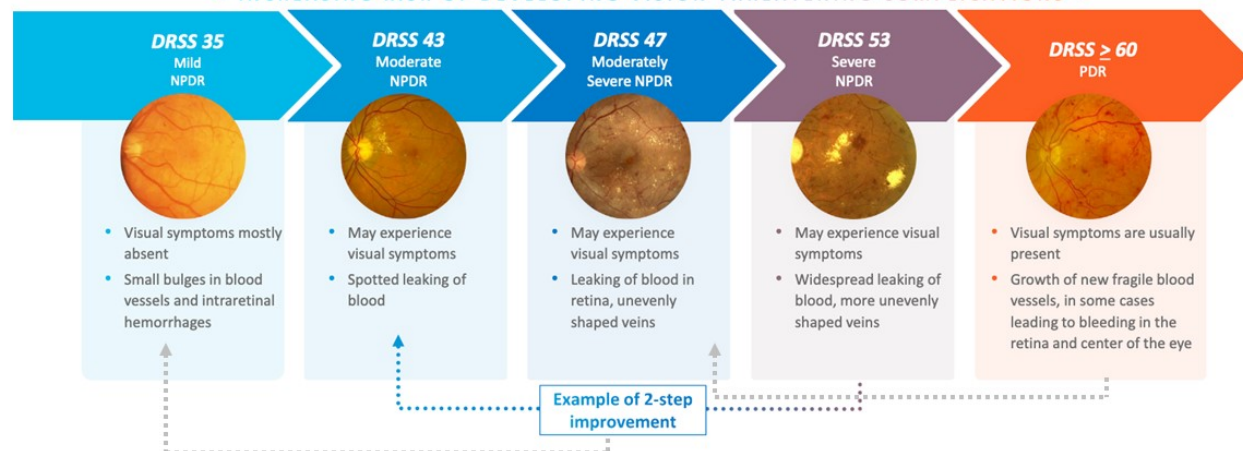 DRSS 35
Mild
NPDR
DRSS 43
Moderate
NPDR
DRSS 47
Moderately
Severe NPDR
DRSS 53
Severe
NPDR
DRSS ≥ 60
PDR
• Visual symptoms mostly
absent
• Small bulges in blood
vessels and intraretinal
hemorrhages
• May experience
visual symptoms
• Spotted leaking of
blood
• May experience
visual symptoms
• Leaking of blood in
retina, unevenly
shaped veins
• May experience visual
symptoms
• Widespread leaking of
blood, more unevenly
shaped veins
• Visual symptoms are usually
present
• Growth of new fragile blood
vessels, in some cases
leading to bleeding in the
retina and center of the eye
Example of 2-step
improvement